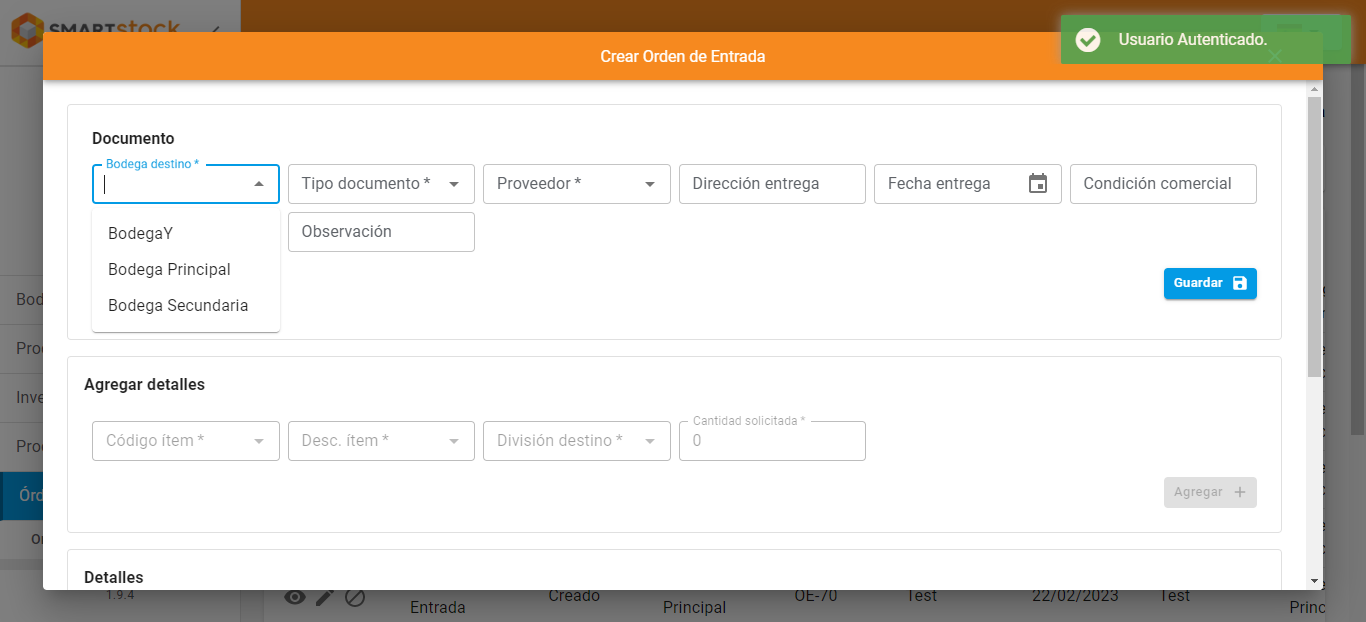 SMARTstock
Usuario Autenticado.
Crear Orden de Entrada
Documento
Bodega destino *
Tipo documento *
Proveedor *
Dirección entrega
Fecha entrega
Condición comercial
BodegaY
Bodega Principal
Bodega Secundaria
Observación
Guardar
Bod
Proc
Inve
Proc
Órd
Agregar detalles
Código ítem *
Desc. ítem *
División destino *
Cantidad solicitada *
0
Agregar
Detalles
1.9.4
Entrada
Creado
Principal
OE-70
Test
22/02/2023
Test
Princ